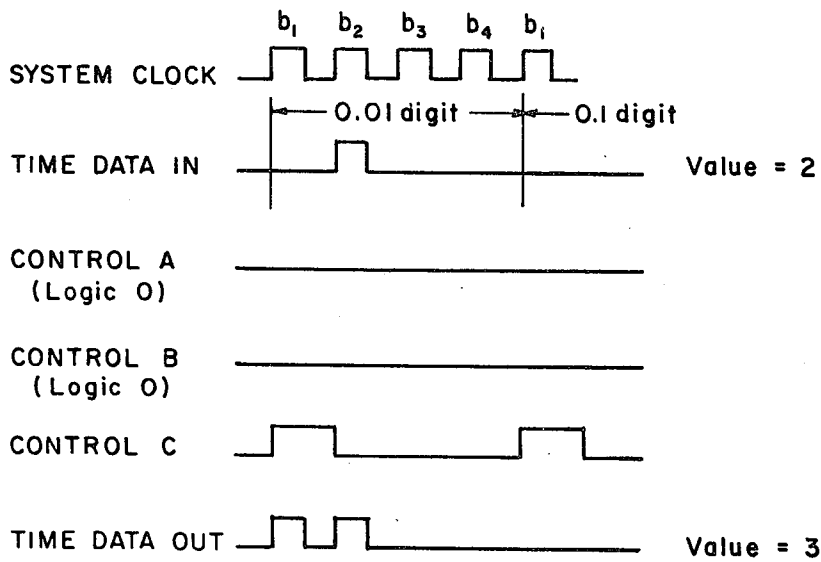 b₁ b₂ b₃ b₄ b₁
SYSTEM CLOCK
0.01 digit 0.1 digit
TIME DATA IN Value = 2
CONTROL A
(Logic 0)
CONTROL B
(Logic 0)
CONTROL C
TIME DATA OUT Value = 3